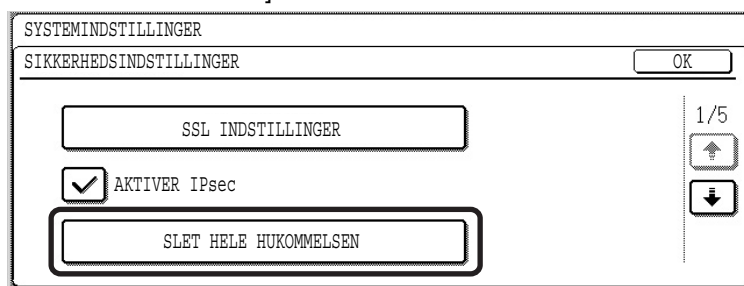 SYSTEMINDSTILLINGER
SIKKERHEDSINDSTILLINGER OK
SSL INDSTILLINGER
1/5
AKTIVER IPsec
SLET HELE HUKOMMELSEN